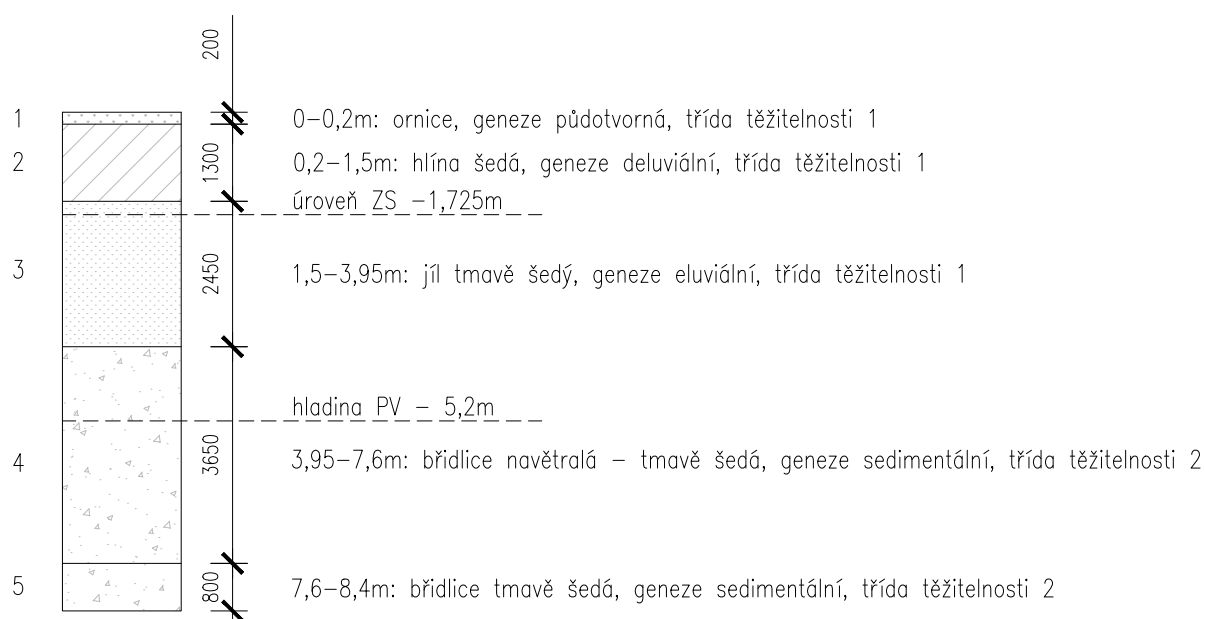 200
1
0–0,2m: ornice, geneze půdotvorná, třída těžitelnosti 1
2
1300
0,2–1,5m: hlína šedá, geneze deluviální, třída těžitelnosti 1
úroveň ZS –1,725m
3
2450
1,5–3,95m: jíl tmavě šedý, geneze eluviální, třída těžitelnosti 1
hladina PV – 5,2m
4
3650
3,95–7,6m: břidlice navětralá – tmavě šedá, geneze sedimentální, třída těžitelnosti 2
5
800
7,6–8,4m: břidlice tmavě šedá, geneze sedimentální, třída těžitelnosti 2